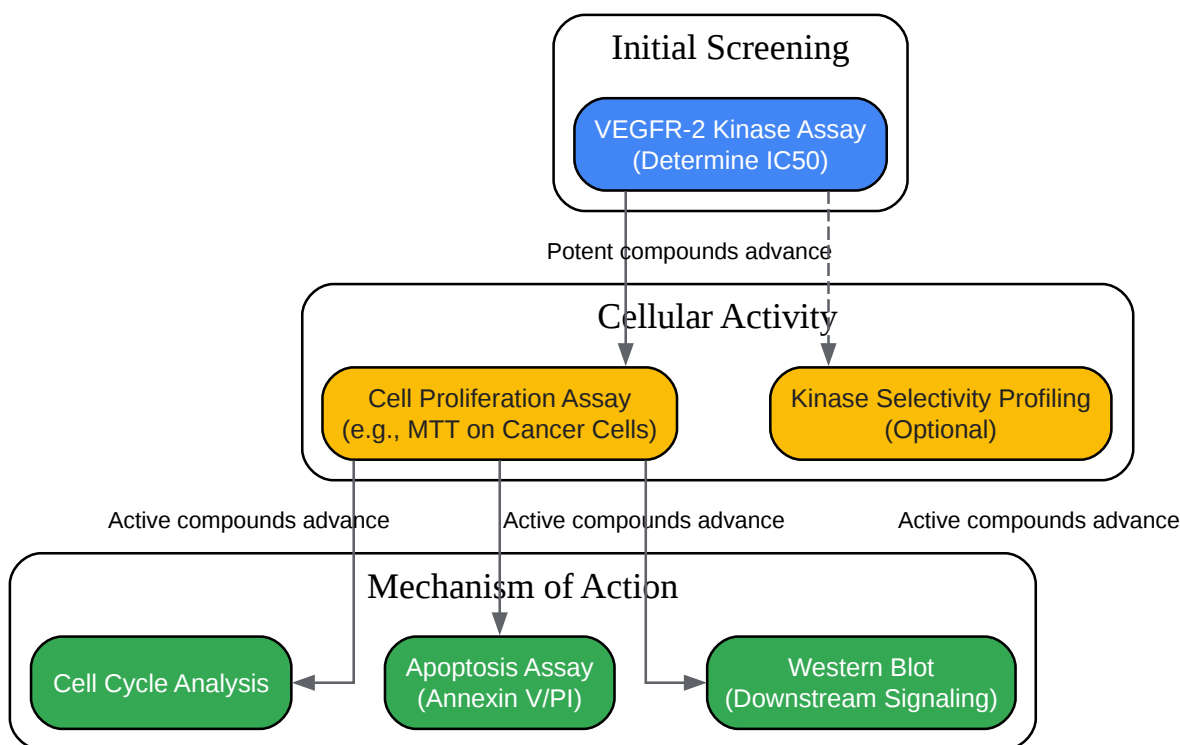 Initial Screening
VEGFR-2 Kinase Assay
(Determine IC50)
Potent compounds advance
Cellular Activity
Cell Proliferation Assay
(e.g., MTT on Cancer Cells)
Kinase Selectivity Profiling
(Optional)
Active compounds advance
Active compounds advance
Active compounds advance
Mechanism of Action
Cell Cycle Analysis
Apoptosis Assay
(Annexin V/PI)
Western Blot
(Downstream Signaling)